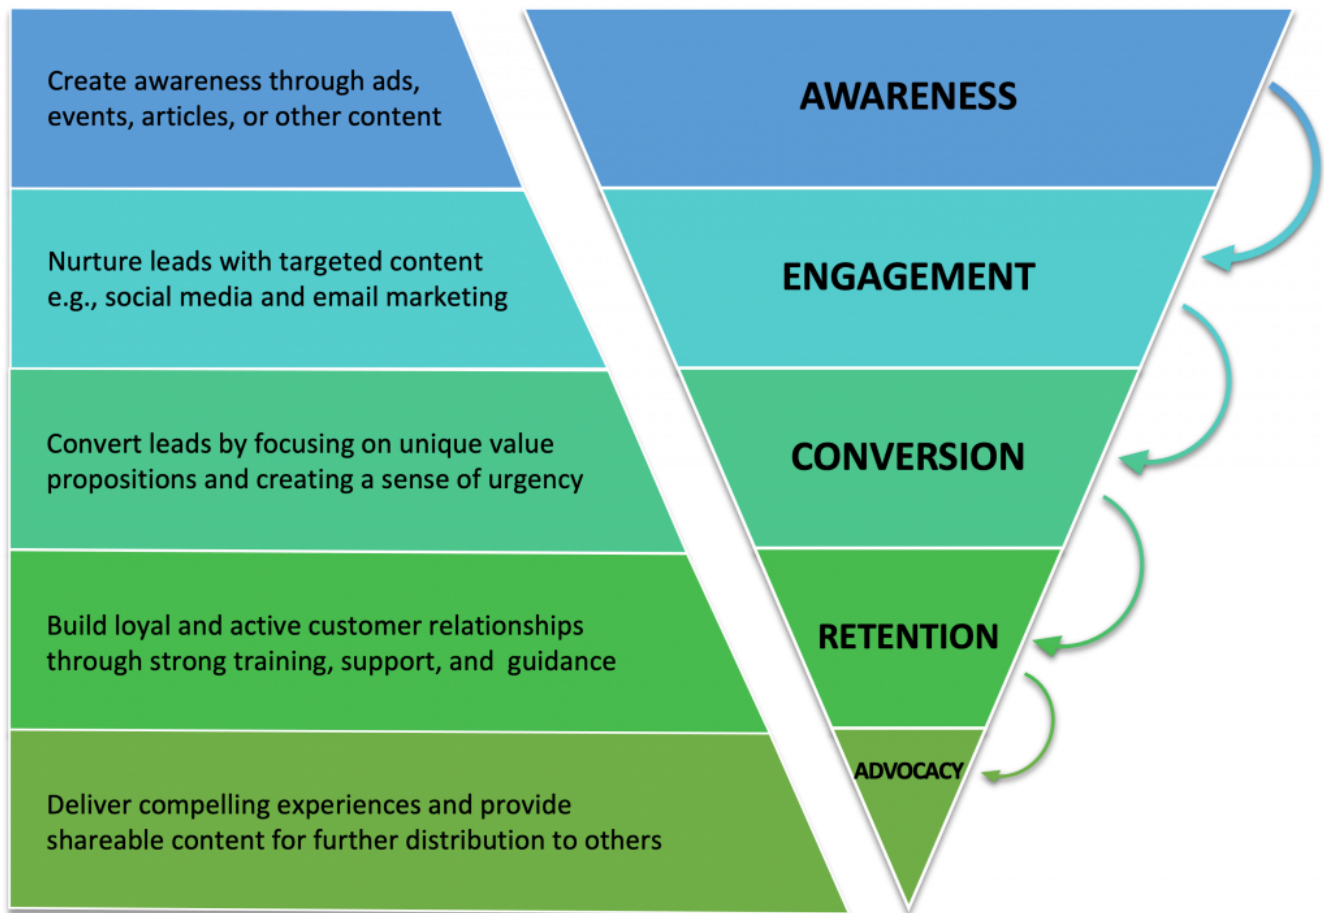 Create awareness through ads,
events, articles, or other content
AWARENESS
Nurture leads with targeted content
e.g., social media and email marketing
ENGAGEMENT
Convert leads by focusing on unique value
propositions and creating a sense of urgency
CONVERSION
Build loyal and active customer relationships
through strong training, support, and guidance
RETENTION
Deliver compelling experiences and provide
shareable content for further distribution to others
ADVOCACY